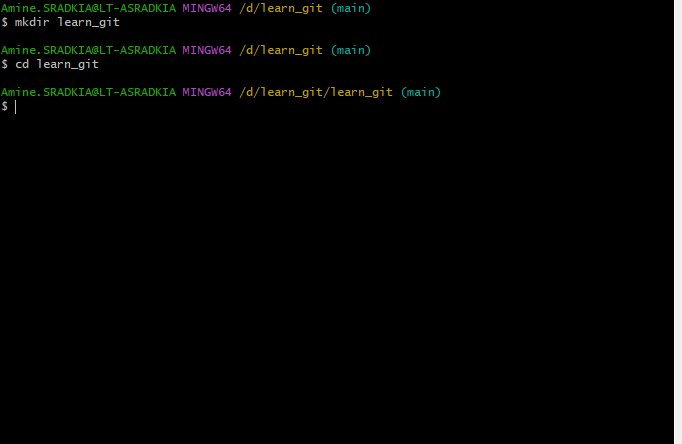 Amine.SRADKIA@LT-ASRADKIA MINGW64 /d/learn_git (main)
$ mkdir learn_git
Amine.SRADKIA@LT-ASRADKIA MINGW64 /d/learn_git (main)
$ cd learn_git
Amine.SRADKIA@LT-ASRADKIA MINGW64 /d/learn_git/learn_git (main)
$